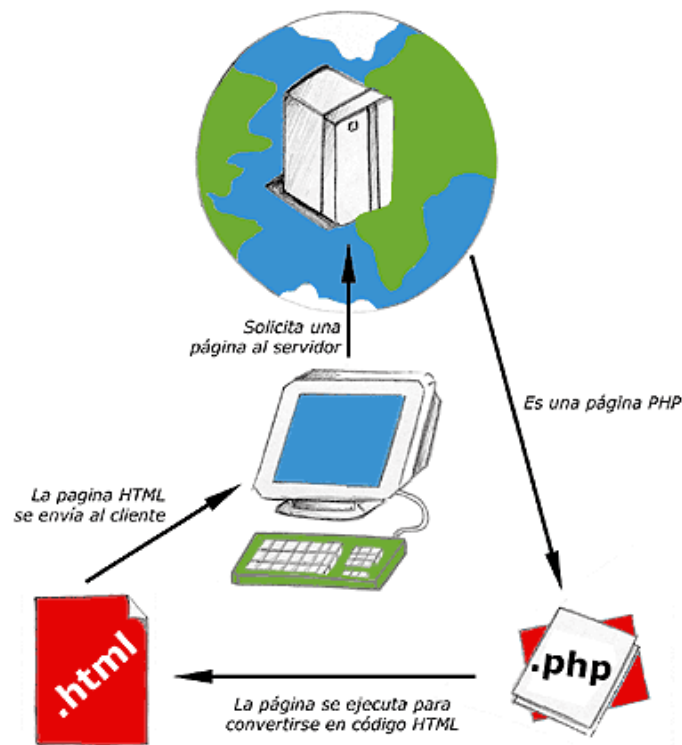 Solicita una
página al servidor
Es una página PHP
La pagina HTML
se envía al cliente
.html
.php
La página se ejecuta para
convertirse en código HTML